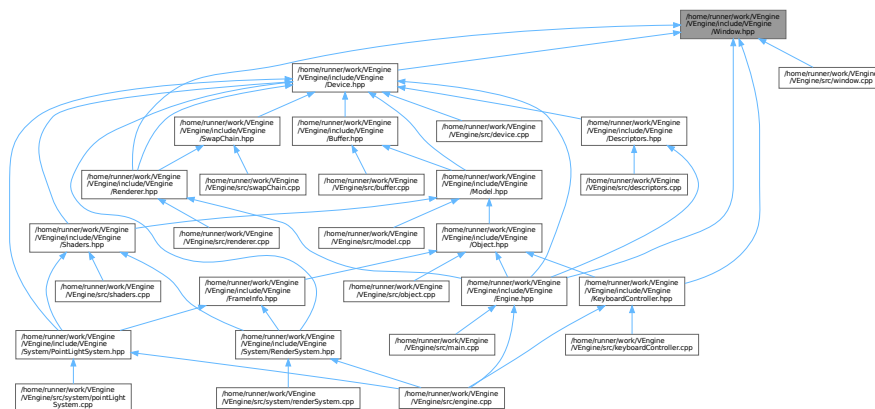 /home/runner/work/VEngine
/VEngine/include/VEngine
/Window.hpp
/home/runner/work/VEngine
/VEngine/include/VEngine
/Device.hpp
/home/runner/work/VEngine
/VEngine/src/window.cpp
/home/runner/work/VEngine
/VEngine/include/VEngine
/SwapChain.hpp
/home/runner/work/VEngine
/VEngine/include/VEngine
/Buffer.hpp
/home/runner/work/VEngine
/VEngine/src/device.cpp
/home/runner/work/VEngine
/VEngine/include/VEngine
/Descriptors.hpp
/home/runner/work/VEngine
/VEngine/include/VEngine
/Renderer.hpp
/home/runner/work/VEngine
/VEngine/src/swapChain.cpp
/home/runner/work/VEngine
/VEngine/src/buffer.cpp
/home/runner/work/VEngine
/VEngine/include/VEngine
/Model.hpp
/home/runner/work/VEngine
/VEngine/src/descriptors.cpp
/home/runner/work/VEngine
/VEngine/include/VEngine
/Shaders.hpp
/home/runner/work/VEngine
/VEngine/src/renderer.cpp
/home/runner/work/VEngine
/VEngine/src/model.cpp
/home/runner/work/VEngine
/VEngine/include/VEngine
/Object.hpp
/home/runner/work/VEngine
/VEngine/src/shaders.cpp
/home/runner/work/VEngine
/VEngine/include/VEngine
/FrameInfo.hpp
/home/runner/work/VEngine
/VEngine/src/object.cpp
/home/runner/work/VEngine
/VEngine/include/VEngine
/Engine.hpp
/home/runner/work/VEngine
/VEngine/include/VEngine
/KeyboardController.hpp
/home/runner/work/VEngine
/VEngine/include/VEngine
/System/PointLightSystem.hpp
/home/runner/work/VEngine
/VEngine/include/VEngine
/System/RenderSystem.hpp
/home/runner/work/VEngine
/VEngine/src/main.cpp
/home/runner/work/VEngine
/VEngine/src/keyboardController.cpp
/home/runner/work/VEngine
/VEngine/src/system/pointLight
System.cpp
/home/runner/work/VEngine
/VEngine/src/system/renderSystem.cpp
/home/runner/work/VEngine
/VEngine/src/engine.cpp